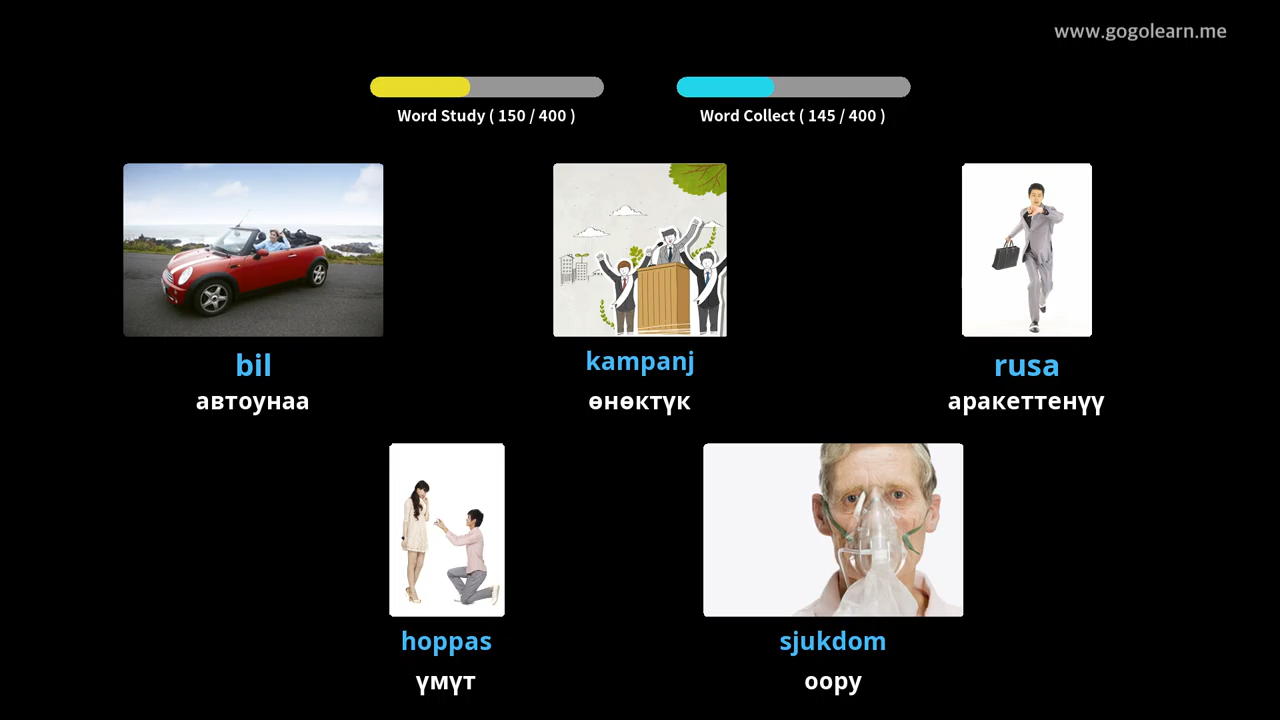 www.gogolearn.me
Word Study ( 150 / 400 )
Word Collect ( 145 / 400 )
bil
автоунаа
kampanj
өнөктүк
rusa
аракеттенүү
hoppas
үмүт
sjukdom
оору